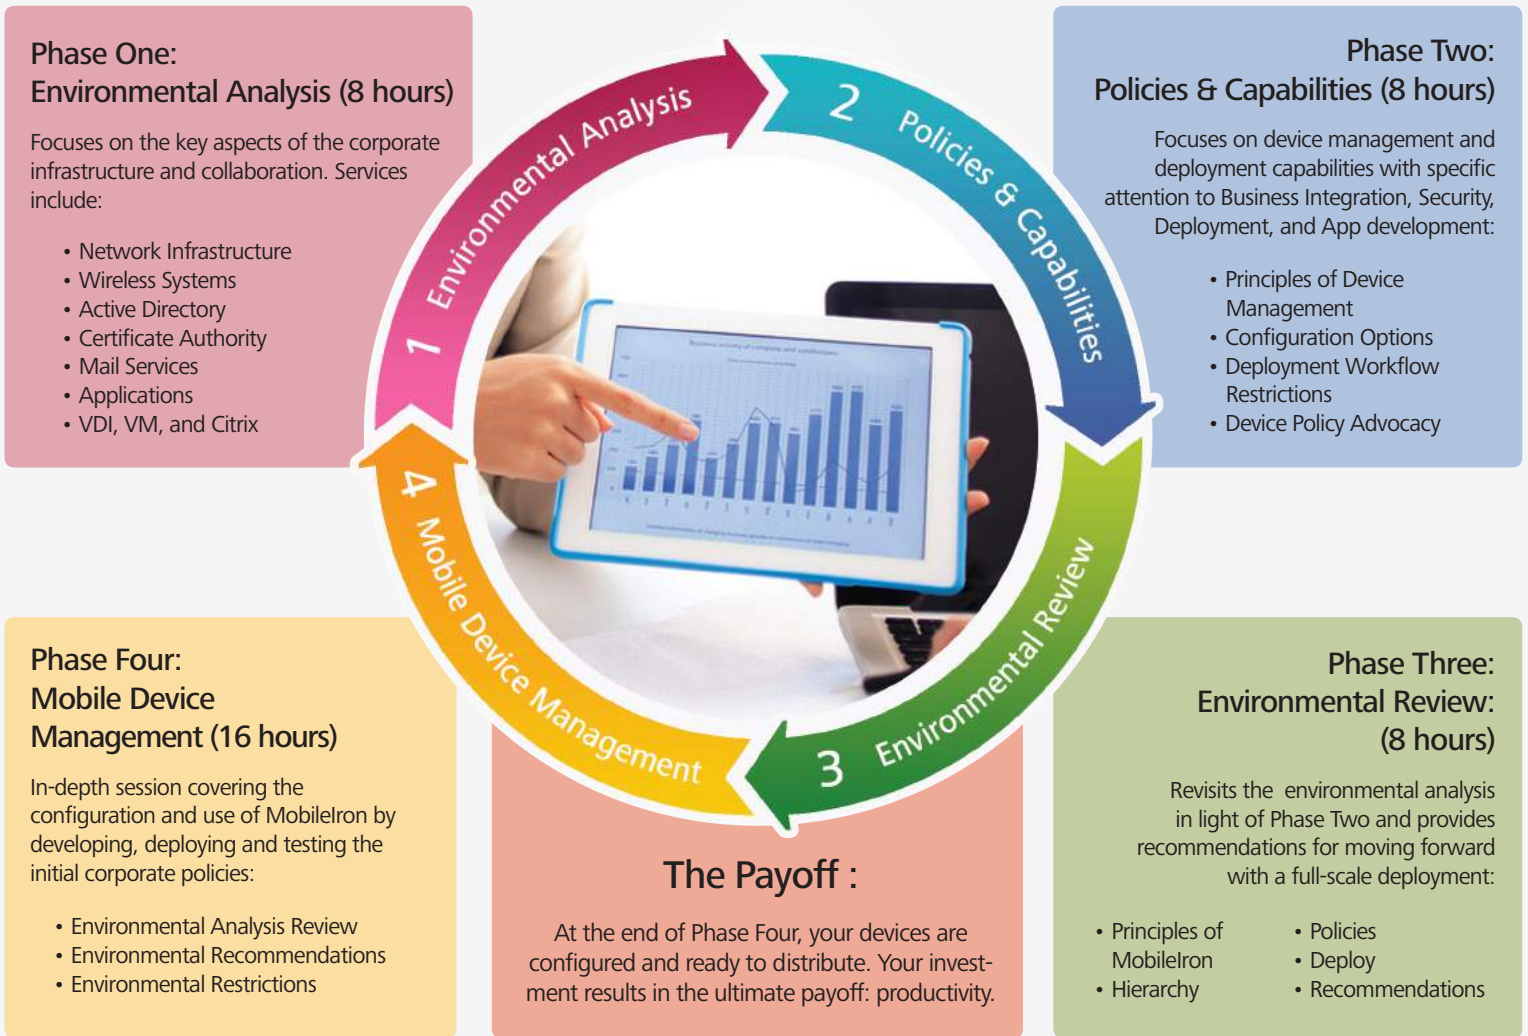 Phase One:
Environmental Analysis (8 hours)
Focuses on the key aspects of the corporate
infrastructure and collaboration. Services
include:
• Network Infrastructure
• Wireless Systems
• Active Directory
• Certificate Authority
• Mail Services
• Applications
• VDI, VM, and Citrix
Phase Two:
Policies & Capabilities (8 hours)
Focuses on device management and
deployment capabilities with specific
attention to Business Integration, Security,
Deployment, and App development:
• Principles of Device
Management
• Configuration Options
• Deployment Workflow
Restrictions
• Device Policy Advocacy
1 Environmental Analysis
2 Policies & Capabilities
3 Environmental Review
4 Mobile Device Management
Business activity of company and subdivisions
Phase Three:
Environmental Review:
(8 hours)
Revisits the environmental analysis
in light of Phase Two and provides
recommendations for moving forward
with a full-scale deployment:
• Principles of
MobileIron
• Hierarchy
• Policies
• Deploy
• Recommendations
Phase Four:
Mobile Device
Management (16 hours)
In-depth session covering the
configuration and use of MobileIron by
developing, deploying and testing the
initial corporate policies:
• Environmental Analysis Review
• Environmental Recommendations
• Environmental Restrictions
The Payoff :
At the end of Phase Four, your devices are
configured and ready to distribute. Your invest-
ment results in the ultimate payoff: productivity.